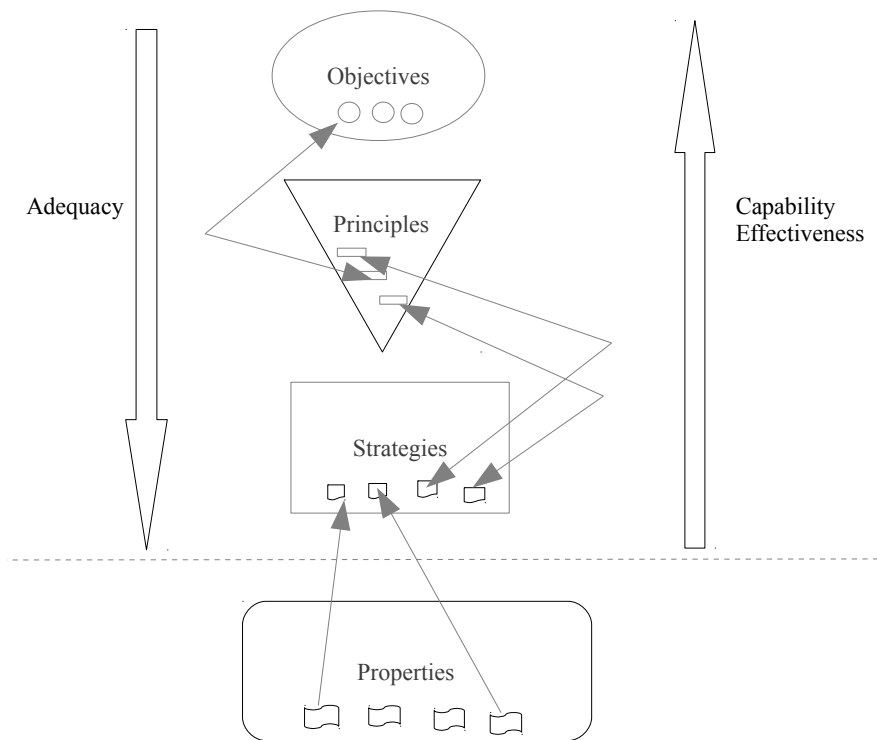 Objectives
Adequacy
Principles
Capability
Effectiveness
Strategies
Properties